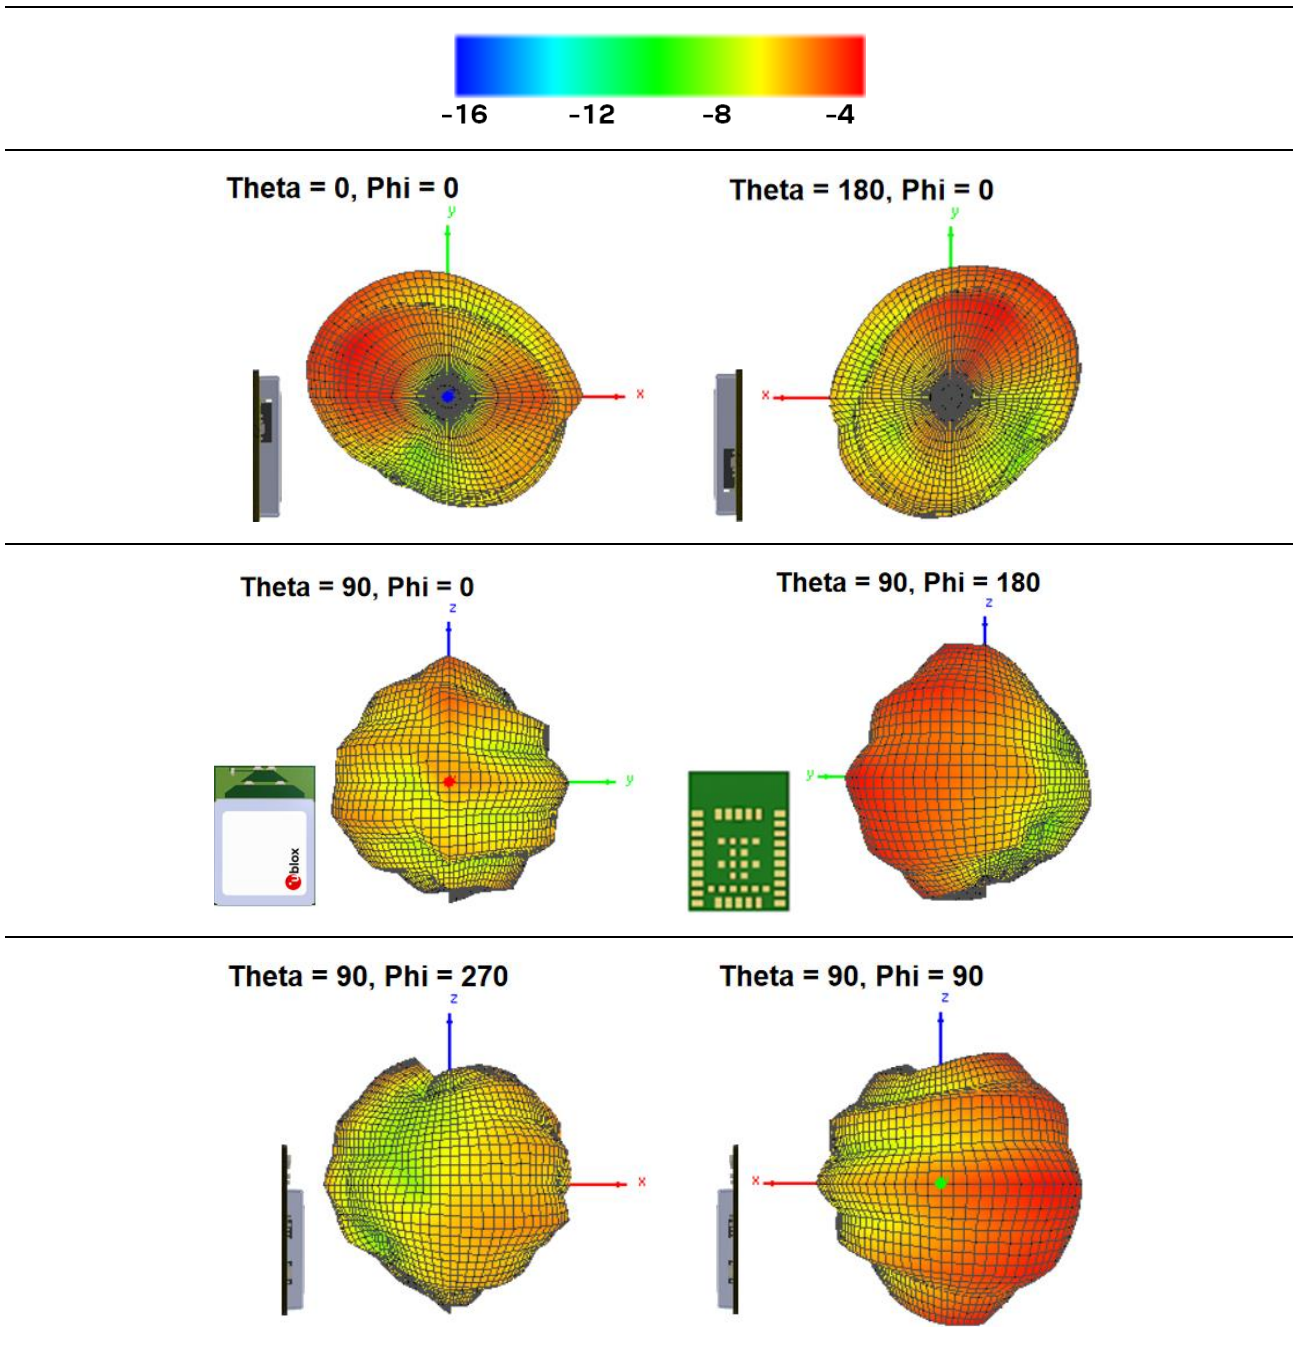 -16 -12 -8 -4
Theta = 0, Phi = 0
Theta = 180, Phi = 0
y
y
x
x
Theta = 90, Phi = 0
Theta = 90, Phi = 180
z
z
y
y
ublox
Theta = 90, Phi = 270
Theta = 90, Phi = 90
z
z
x
x